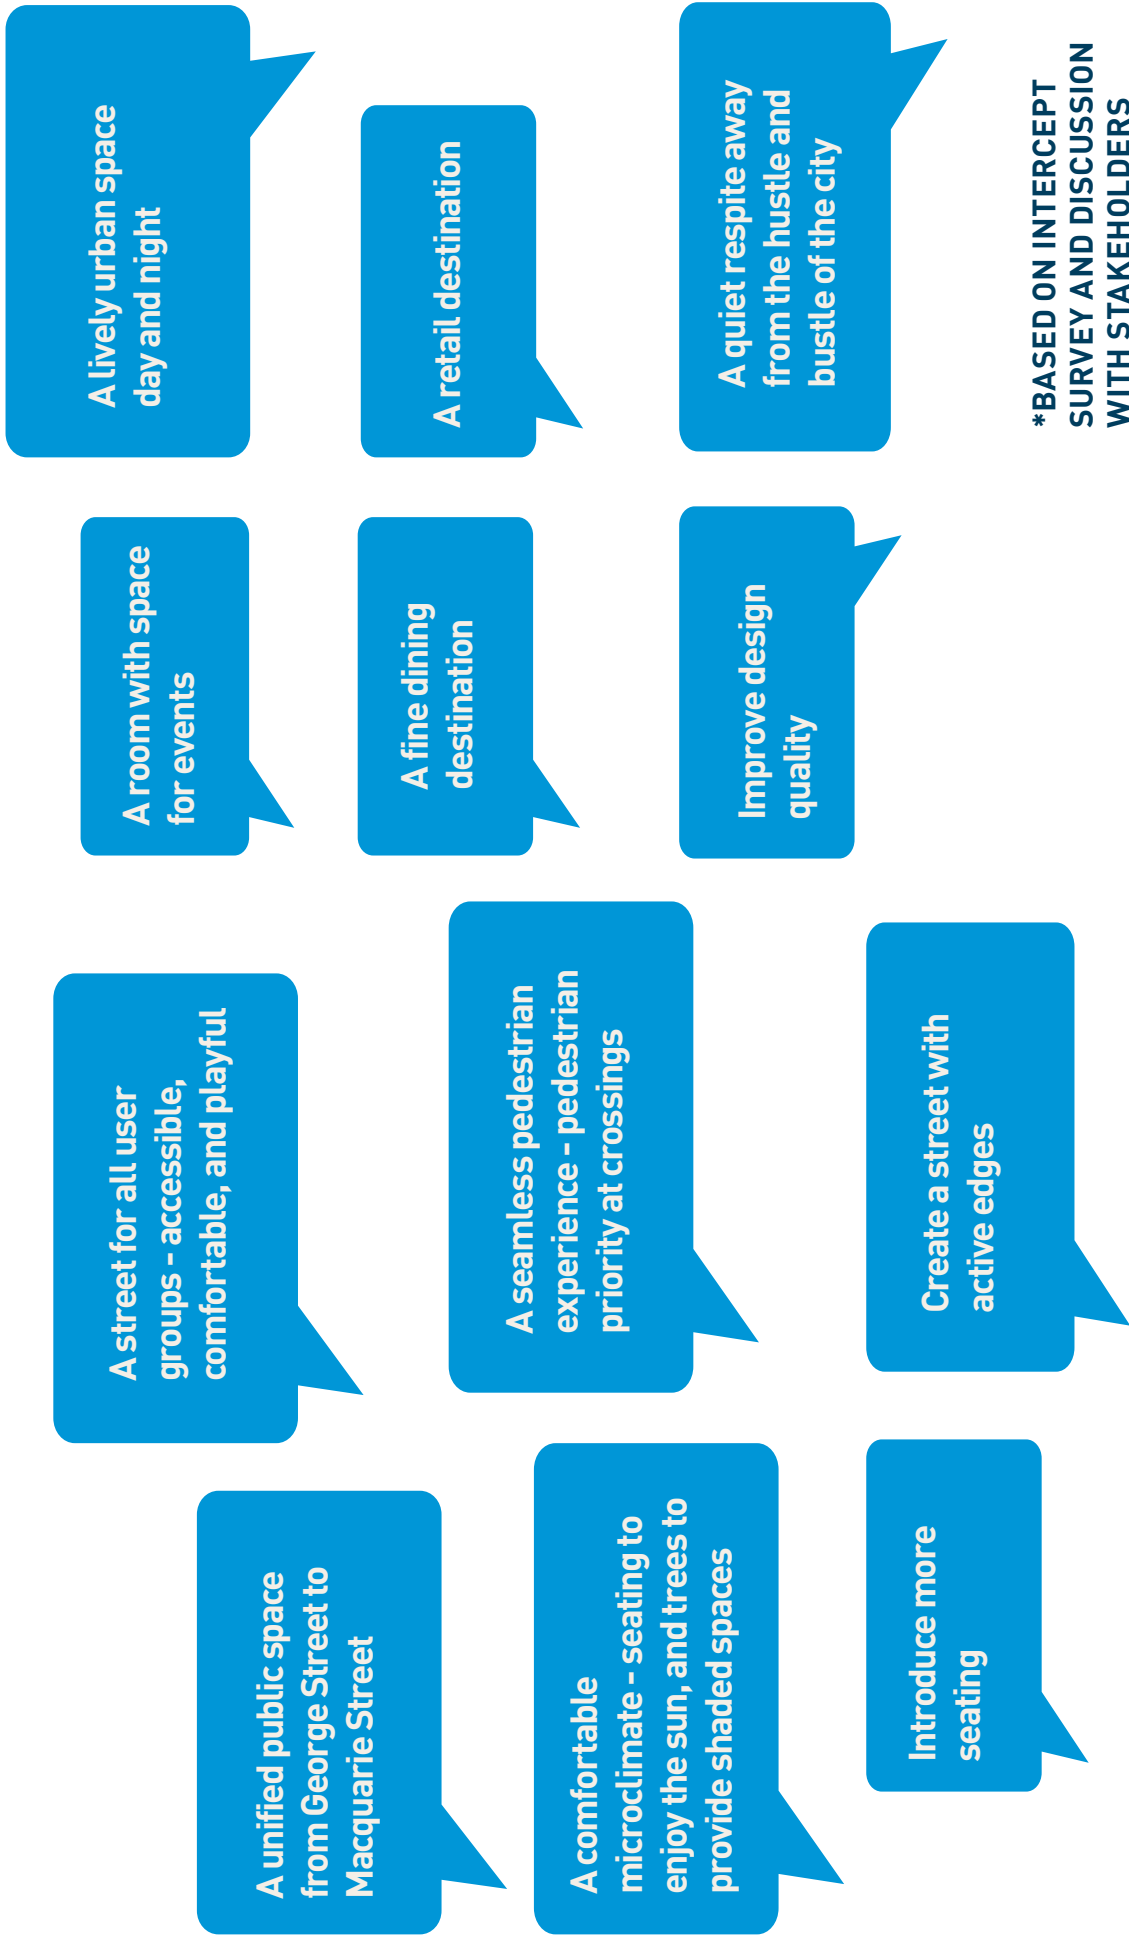 A unified public space
from George Street to
Macquarie Street
A comfortable
microclimate – seating to
enjoy the sun, and trees to
provide shaded spaces
Introduce more
seating
A street for all user
groups – accessible,
comfortable, and playful
A seamless pedestrian
experience – pedestrian
priority at crossings
Create a street with
active edges
A room with space
for events
A fine dining
destination
Improve design
quality
A lively urban space
day and night
A retail destination
A quiet respite away
from the hustle and
bustle of the city
*BASED ON INTERCEPT
SURVEY AND DISCUSSION
WITH STAKEHOLDERS